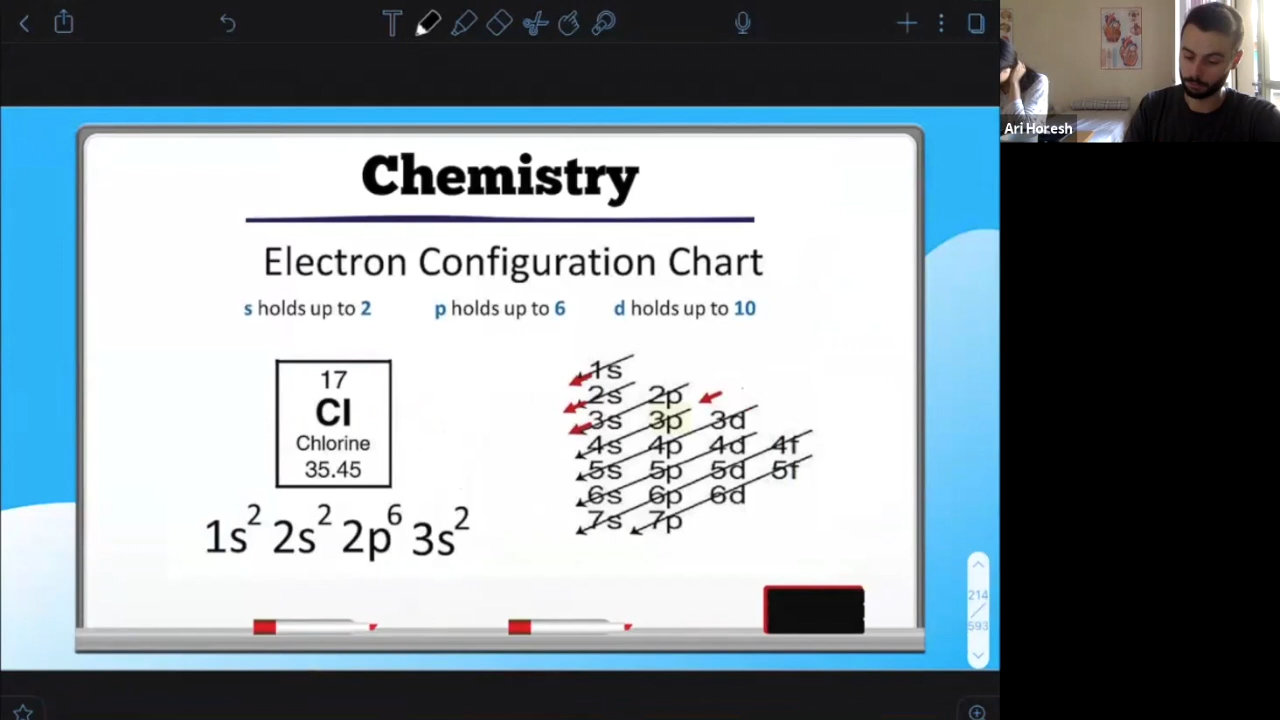 Ari Horesh
Chemistry
Electron Configuration Chart
s holds up to 2 p holds up to 6 d holds up to 10
17
Cl
Chlorine
35.45
1s² 2s² 2p⁶ 3s²
1s
2s 2p
3s 3p 3d
4s 4p 4d 4f
5s 5p 5d 5f
6s 6p 6d
7s 7p
214
593